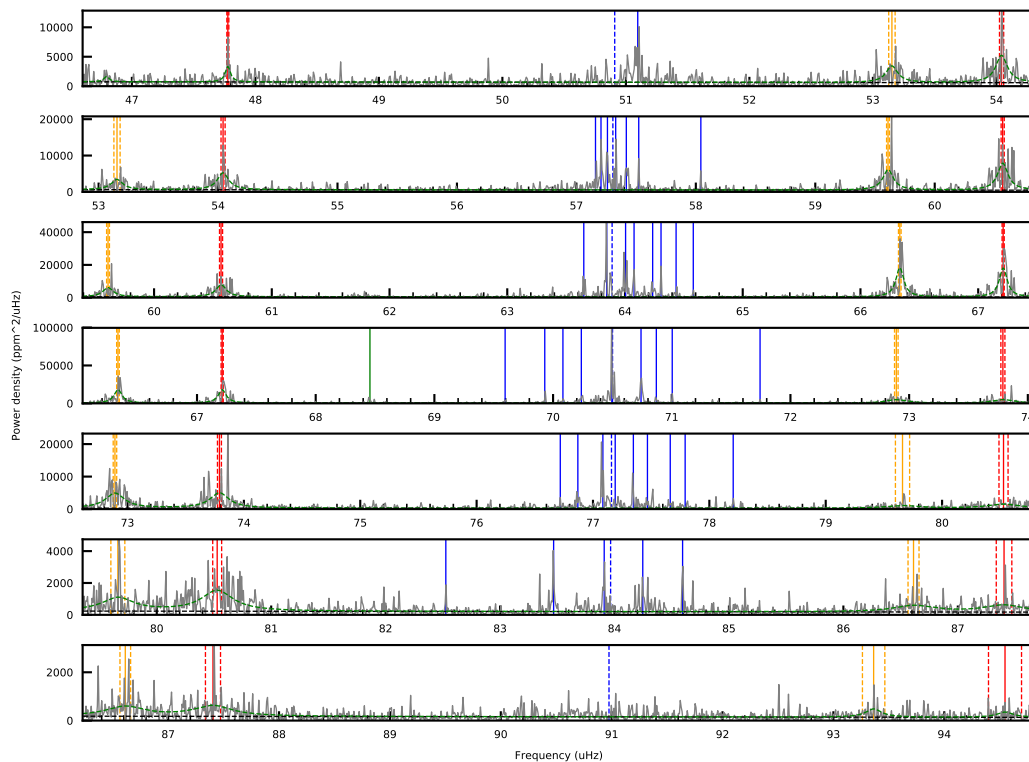 10000
5000
0
47 48 49 50 51 52 53 54
20000
10000
0
53 54 55 56 57 58 59 60
40000
20000
0
60 61 62 63 64 65 66 67
Power density (ppm^2/uHz)
100000
50000
0
67 68 69 70 71 72 73 74
20000
10000
0
73 74 75 76 77 78 79 80
4000
2000
0
80 81 82 83 84 85 86 87
2000
0
87 88 89 90 91 92 93 94
Frequency (uHz)